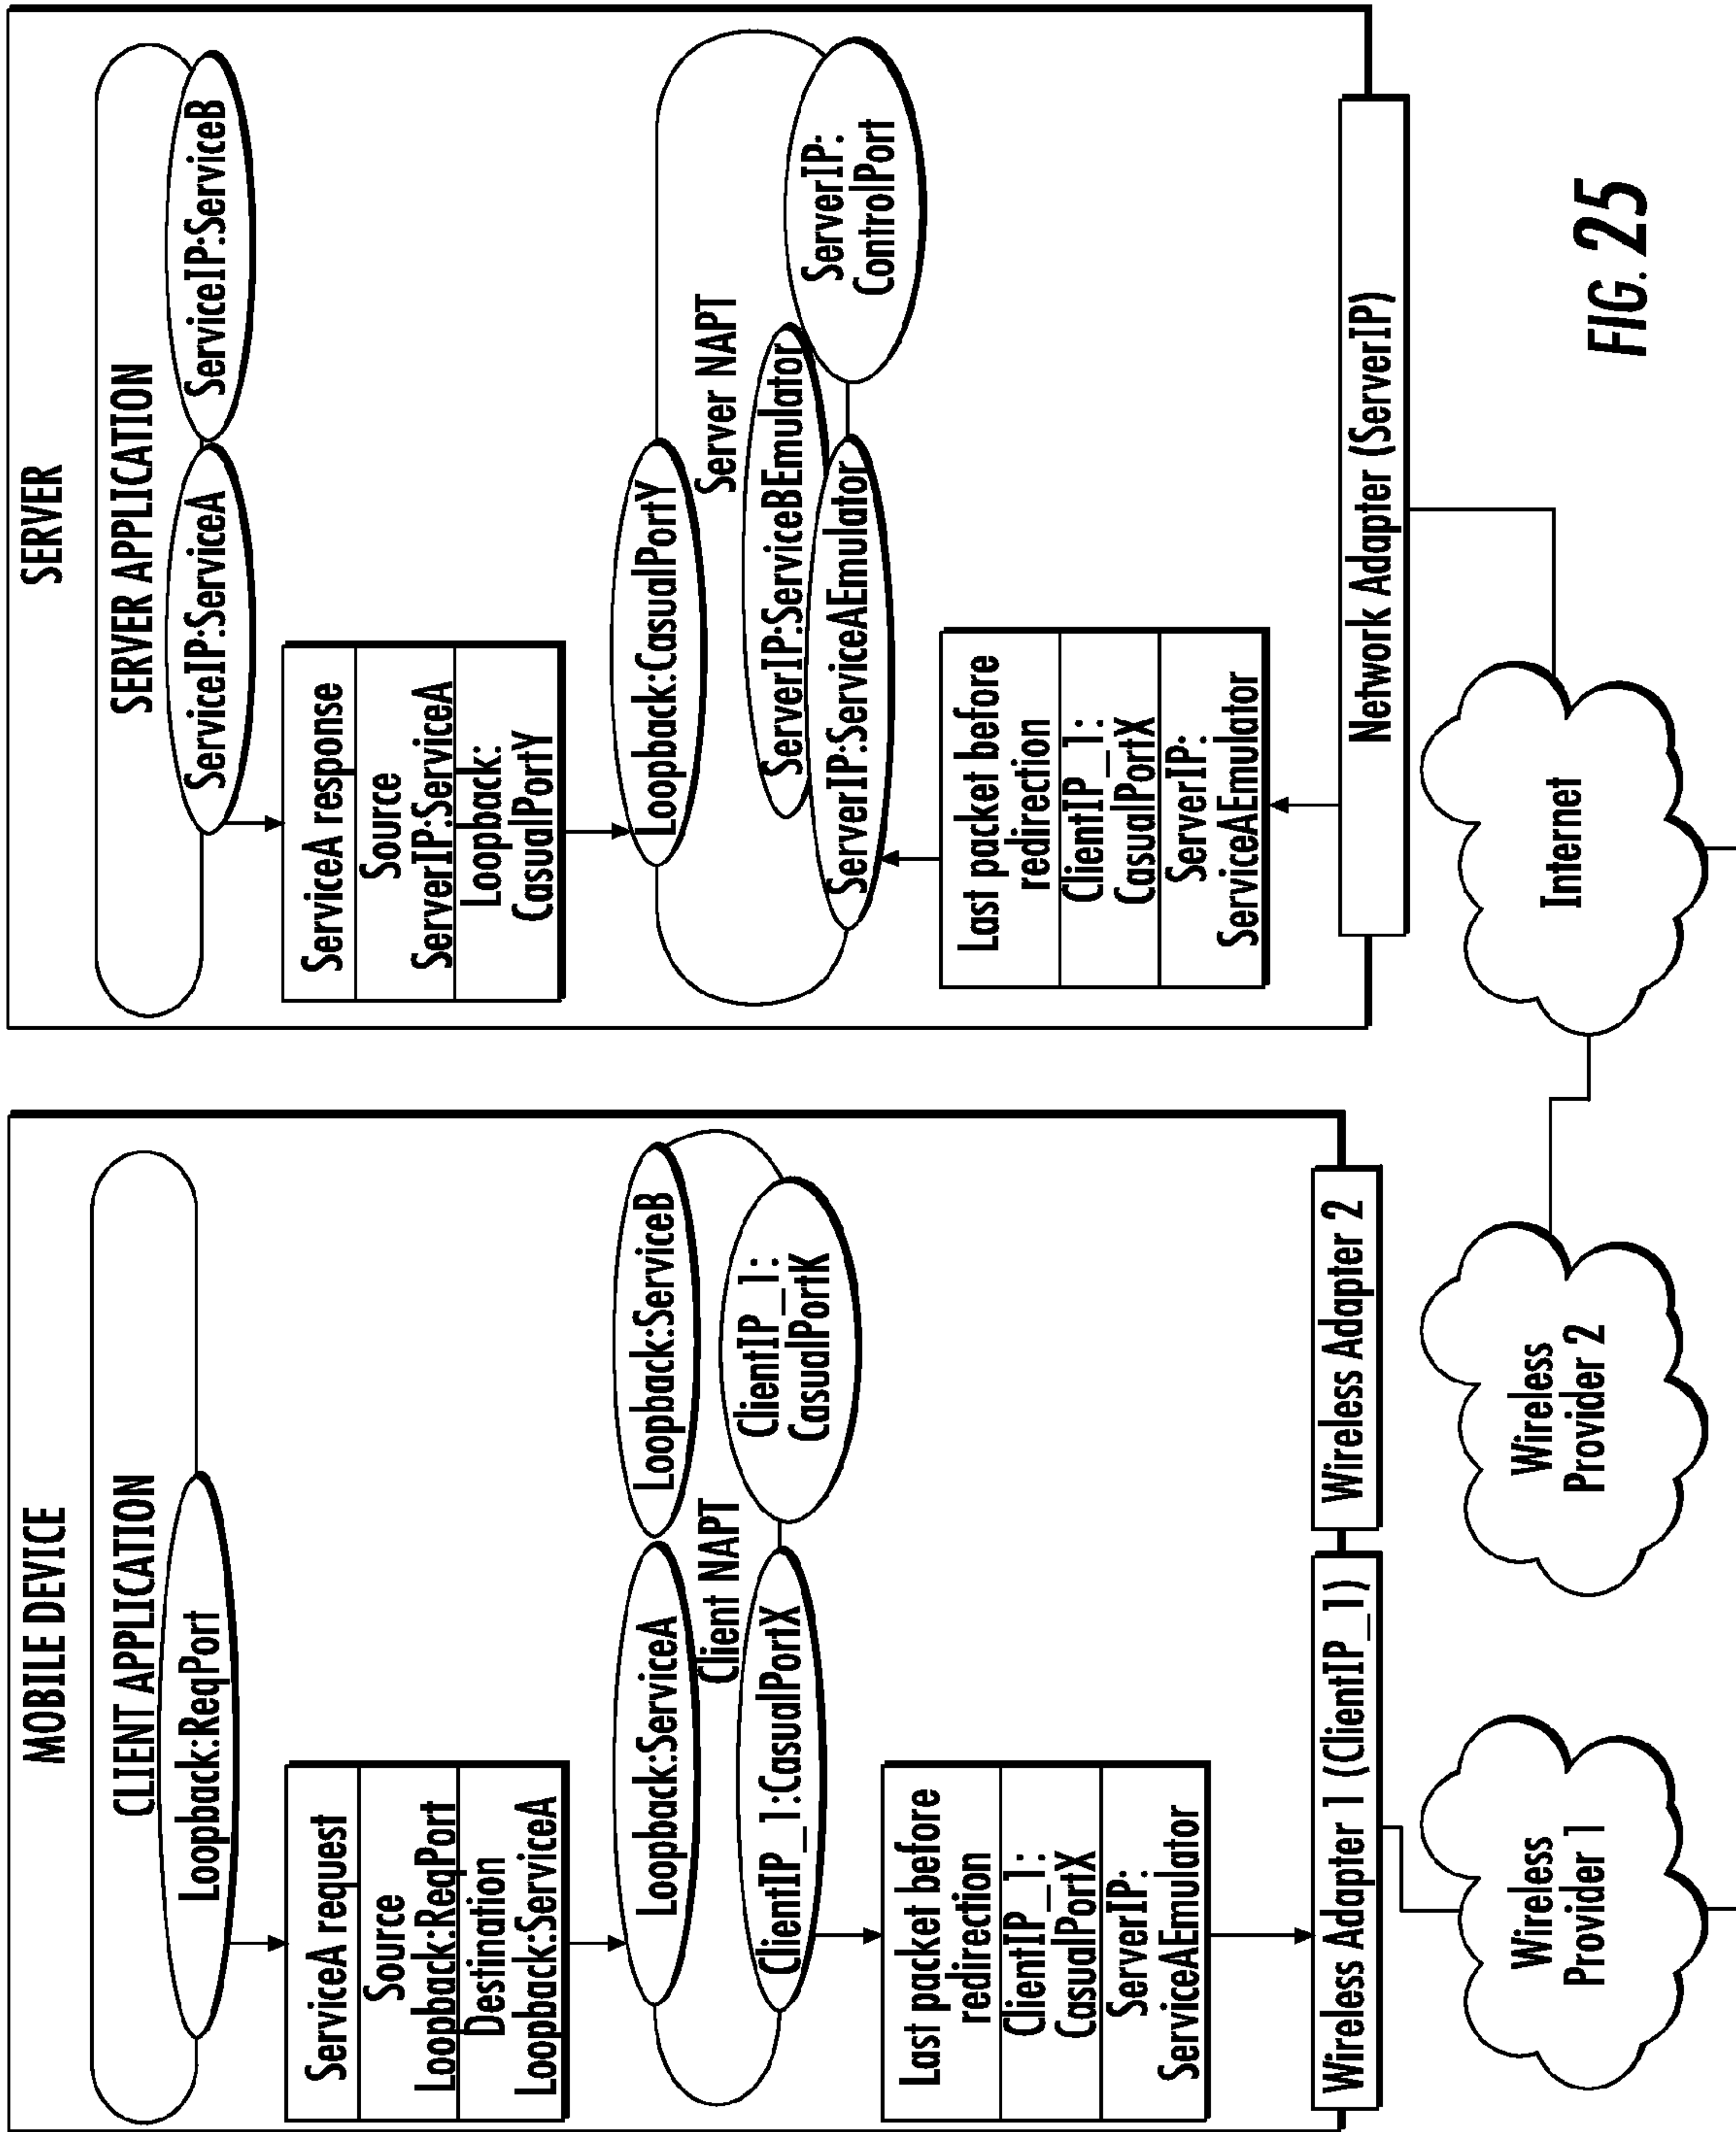 MOBILE DEVICE
CLIENT APPLICATION
Loopback:ReqPort
ServiceA request
Source
Loopback:ReqPort
Destination
Loopback:ServiceA
Loopback:ServiceA
Loopback:ServiceB
Client NAPT
ClientIP_1:CasualPortX
ClientIP_1:
CasualPortK
Last packet before
redirection
ClientIP_1:
CasualPortX
ServerIP:
ServiceAEmulator
Wireless Adapter 1 (ClientIP_1)
Wireless Adapter 2
Wireless
Provider 1
Wireless
Provider 2
SERVER
SERVER APPLICATION
ServiceIP:ServiceA
ServiceIP:ServiceB
ServiceA response
Source
ServerIP:ServiceA
Loopback:
CasualPortY
Loopback:CasualPortY
Server NAPT
ServerIP:ServiceBEmulator
ServerIP:ServiceAEmulator
ServerIP:
ControlPort
Last packet before
redirection
ClientIP_1:
CasualPortX
ServerIP:
ServiceAEmulator
Network Adapter (ServerIP)
Internet
FIG. 25